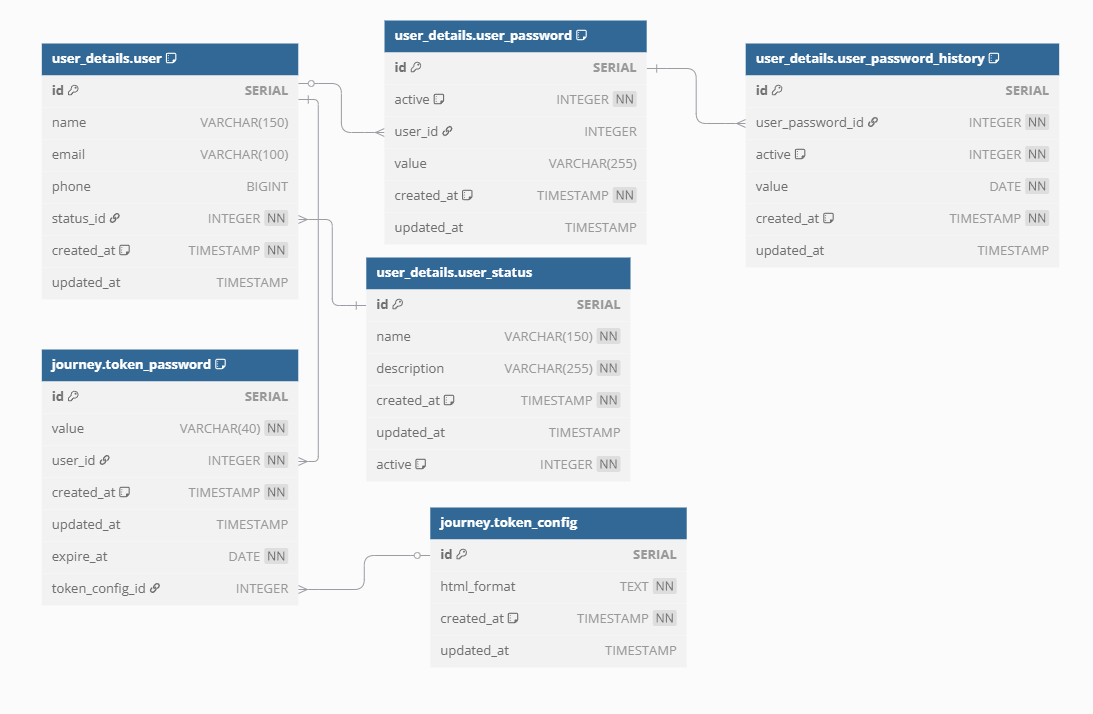 user_details.user
id SERIAL
name VARCHAR(150)
email VARCHAR(100)
phone BIGINT
status_id INTEGER NN
created_at TIMESTAMP NN
updated_at TIMESTAMP
user_details.user_password
id SERIAL
active INTEGER NN
user_id INTEGER
value VARCHAR(255)
created_at TIMESTAMP NN
updated_at TIMESTAMP
user_details.user_password_history
id SERIAL
user_password_id INTEGER NN
active INTEGER NN
value DATE NN
created_at TIMESTAMP NN
updated_at TIMESTAMP
user_details.user_status
id SERIAL
name VARCHAR(150) NN
description VARCHAR(255) NN
created_at TIMESTAMP NN
updated_at TIMESTAMP
active INTEGER NN
journey.token_password
id SERIAL
value VARCHAR(40) NN
user_id INTEGER NN
created_at TIMESTAMP NN
updated_at TIMESTAMP
expire_at DATE NN
token_config_id INTEGER
journey.token_config
id SERIAL
html_format TEXT NN
created_at TIMESTAMP NN
updated_at TIMESTAMP